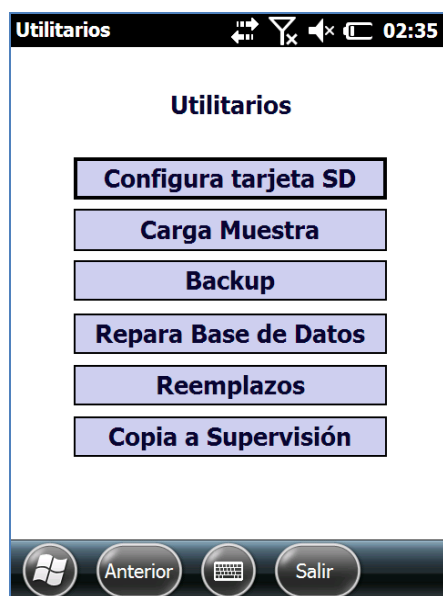 Utilitarios 02:35
Utilitarios
Configura tarjeta SD
Carga Muestra
Backup
Repara Base de Datos
Reemplazos
Copia a Supervisión
Anterior Salir